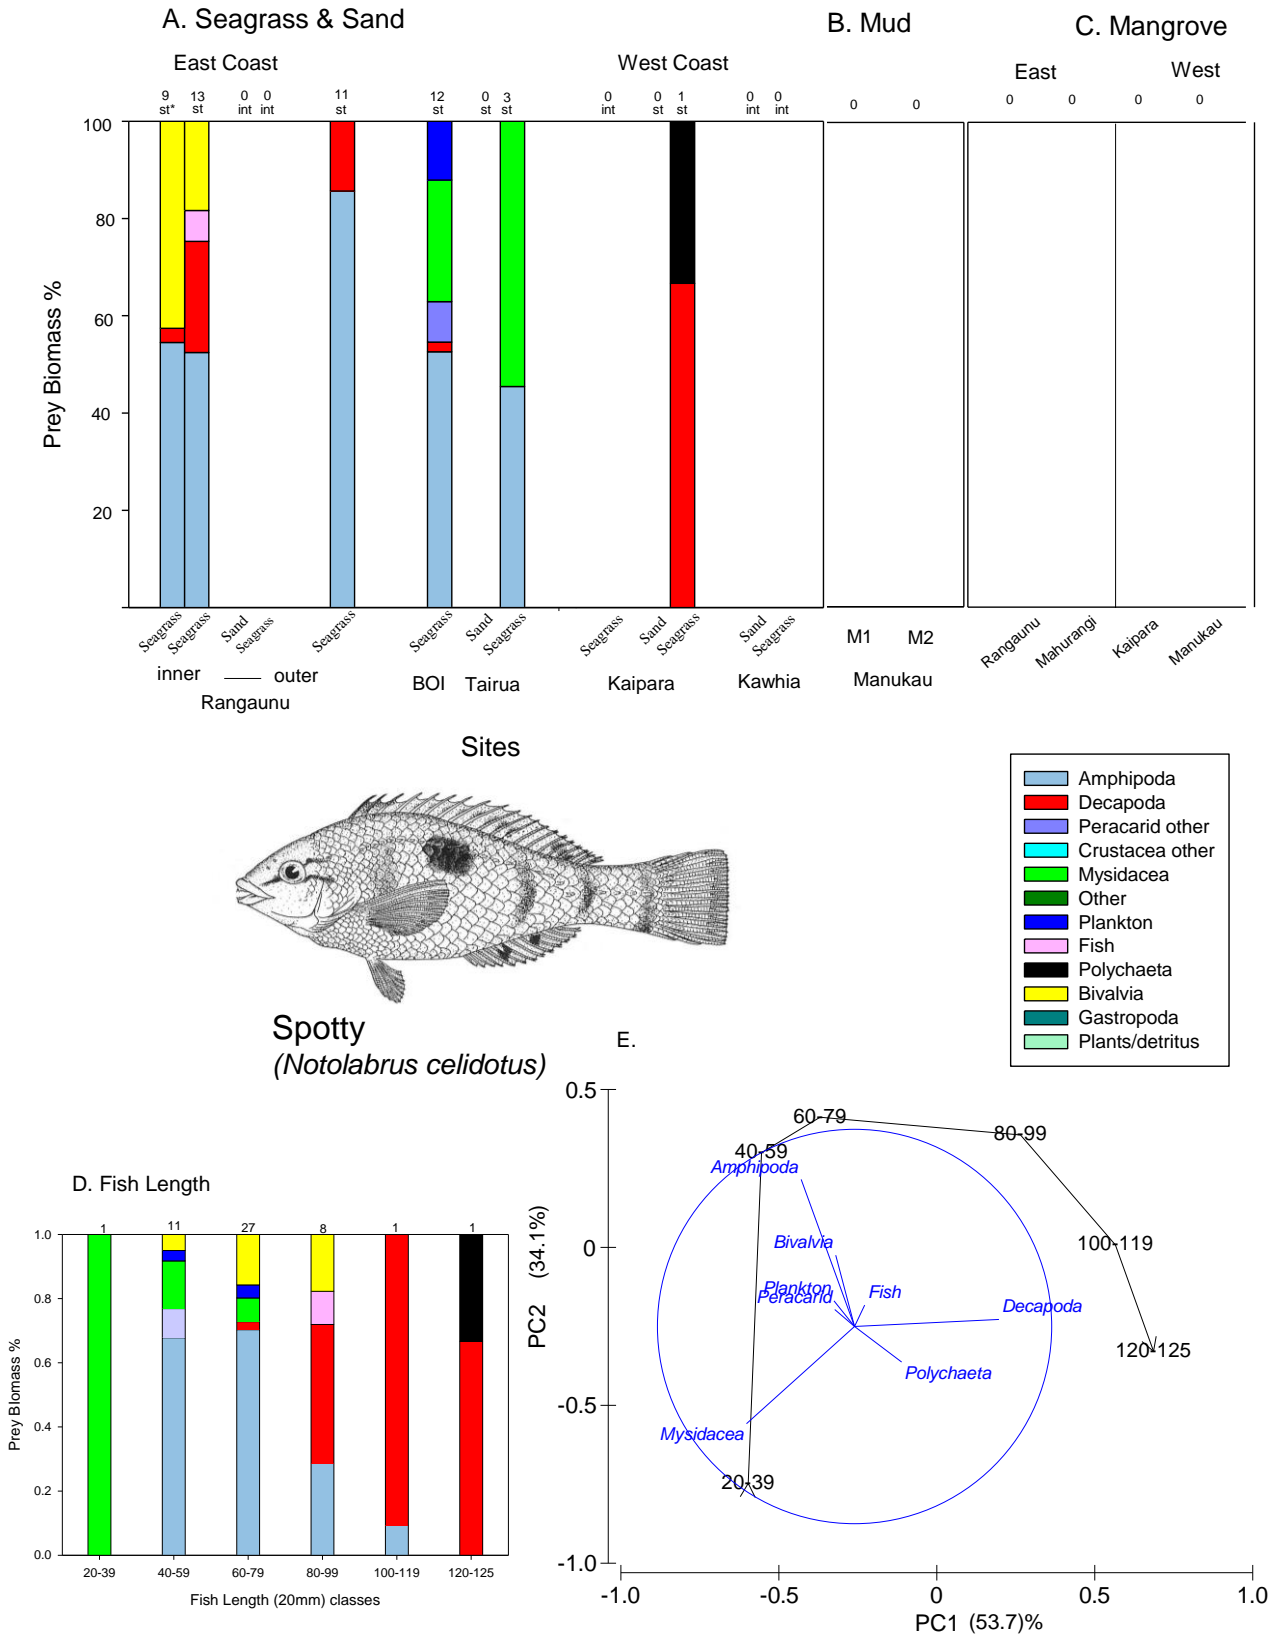 A. Seagrass & Sand
B. Mud
C. Mangrove
East Coast
West Coast
East
West
9 13 0 0 11 12 0 3 0 0 1 0 0 0 0 0 0 0 0
st* st int int st st st st int st st int int
100
80
60
40
20
Prey Biomass %
Seagrass Seagrass Sand Seagrass Seagrass Seagrass Sand Seagrass Seagrass Sand Seagrass Sand Seagrass
M1 M2
Rangaunu Mahurangi Kaipara Manukau
inner outer
Rangaunu
BOI Tairua Kaipara Kawhia Manukau
Sites
Amphipoda
Decapoda
Peracarid other
Crustacea other
Mysidacea
Other
Plankton
Fish
Polychaeta
Bivalvia
Gastropoda
Plants/detritus
Spotty
(Notolabrus celidotus)
D. Fish Length
1 11 27 8 1 1
1.0
0.8
0.6
0.4
0.2
0.0
Prey BIomass %
20-39 40-59 60-79 80-99 100-119 120-125
Fish Length (20mm) classes
E.
0.5
0
-0.5
-1.0
PC2 (34.1%)
60-79
80-99
40-59
Amphipoda
Bivalvia
100-119
Plankton
Peracarid
Fish
Decapoda
120-125
Polychaeta
Mysidacea
20-39
-1.0 -0.5 0 0.5 1.0
PC1 (53.7)%